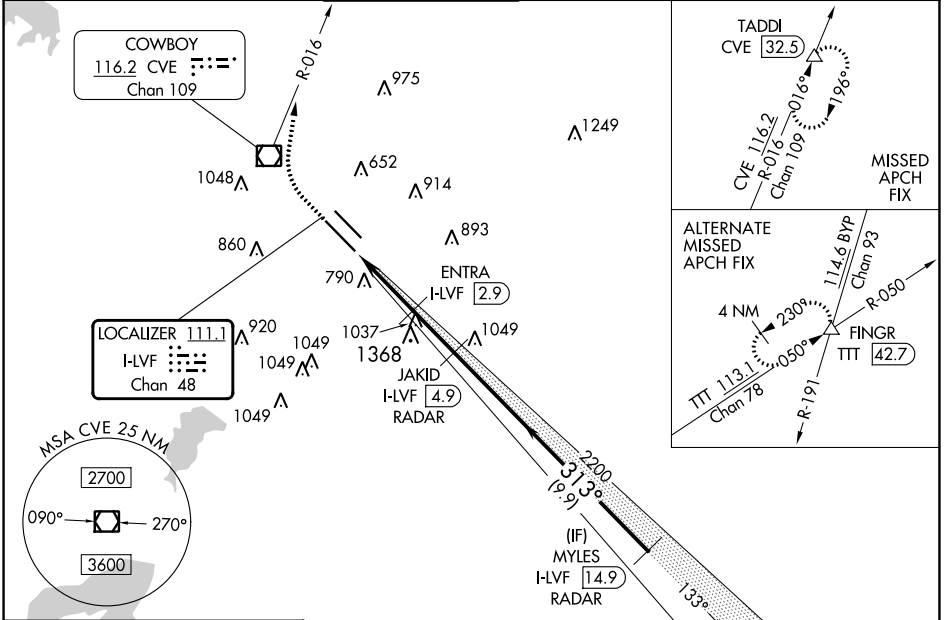 COWBOY
116.2 CVE
Chan 109
R-016
975
1249
652
1048
914
893
860
790
ENTRA
I-LVF 2.9
LOCALIZER 111.1
I-LVF
Chan 48
920
1049
1049
1049
1037
1368
1049
JAKID
I-LVF 4.9
RADAR
2200
313°
(9.9)
(IF)
MYLES
I-LVF 14.9
RADAR
133°
MSA CVE 25 NM
2700
090°
270°
3600
TADDI
CVE 32.5
016°
196°
CVE 116.2
R-016
Chan 109
MISSED
APCH
FIX
ALTERNATE
MISSED
APCH FIX
114.6 BYP
Chan 93
R-050
4 NM
230°
050°
FINGR
TTT 42.7
TTT 113.1
Chan 78
R-191